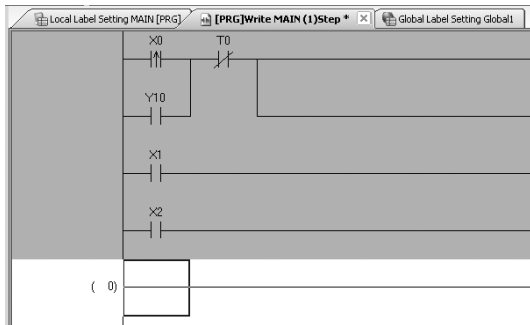 Local Label Setting MAIN [PRG] [PRG]Write MAIN (1)Step * Global Label Setting Global1
X0 T0
Y10
X1
X2
( 0)